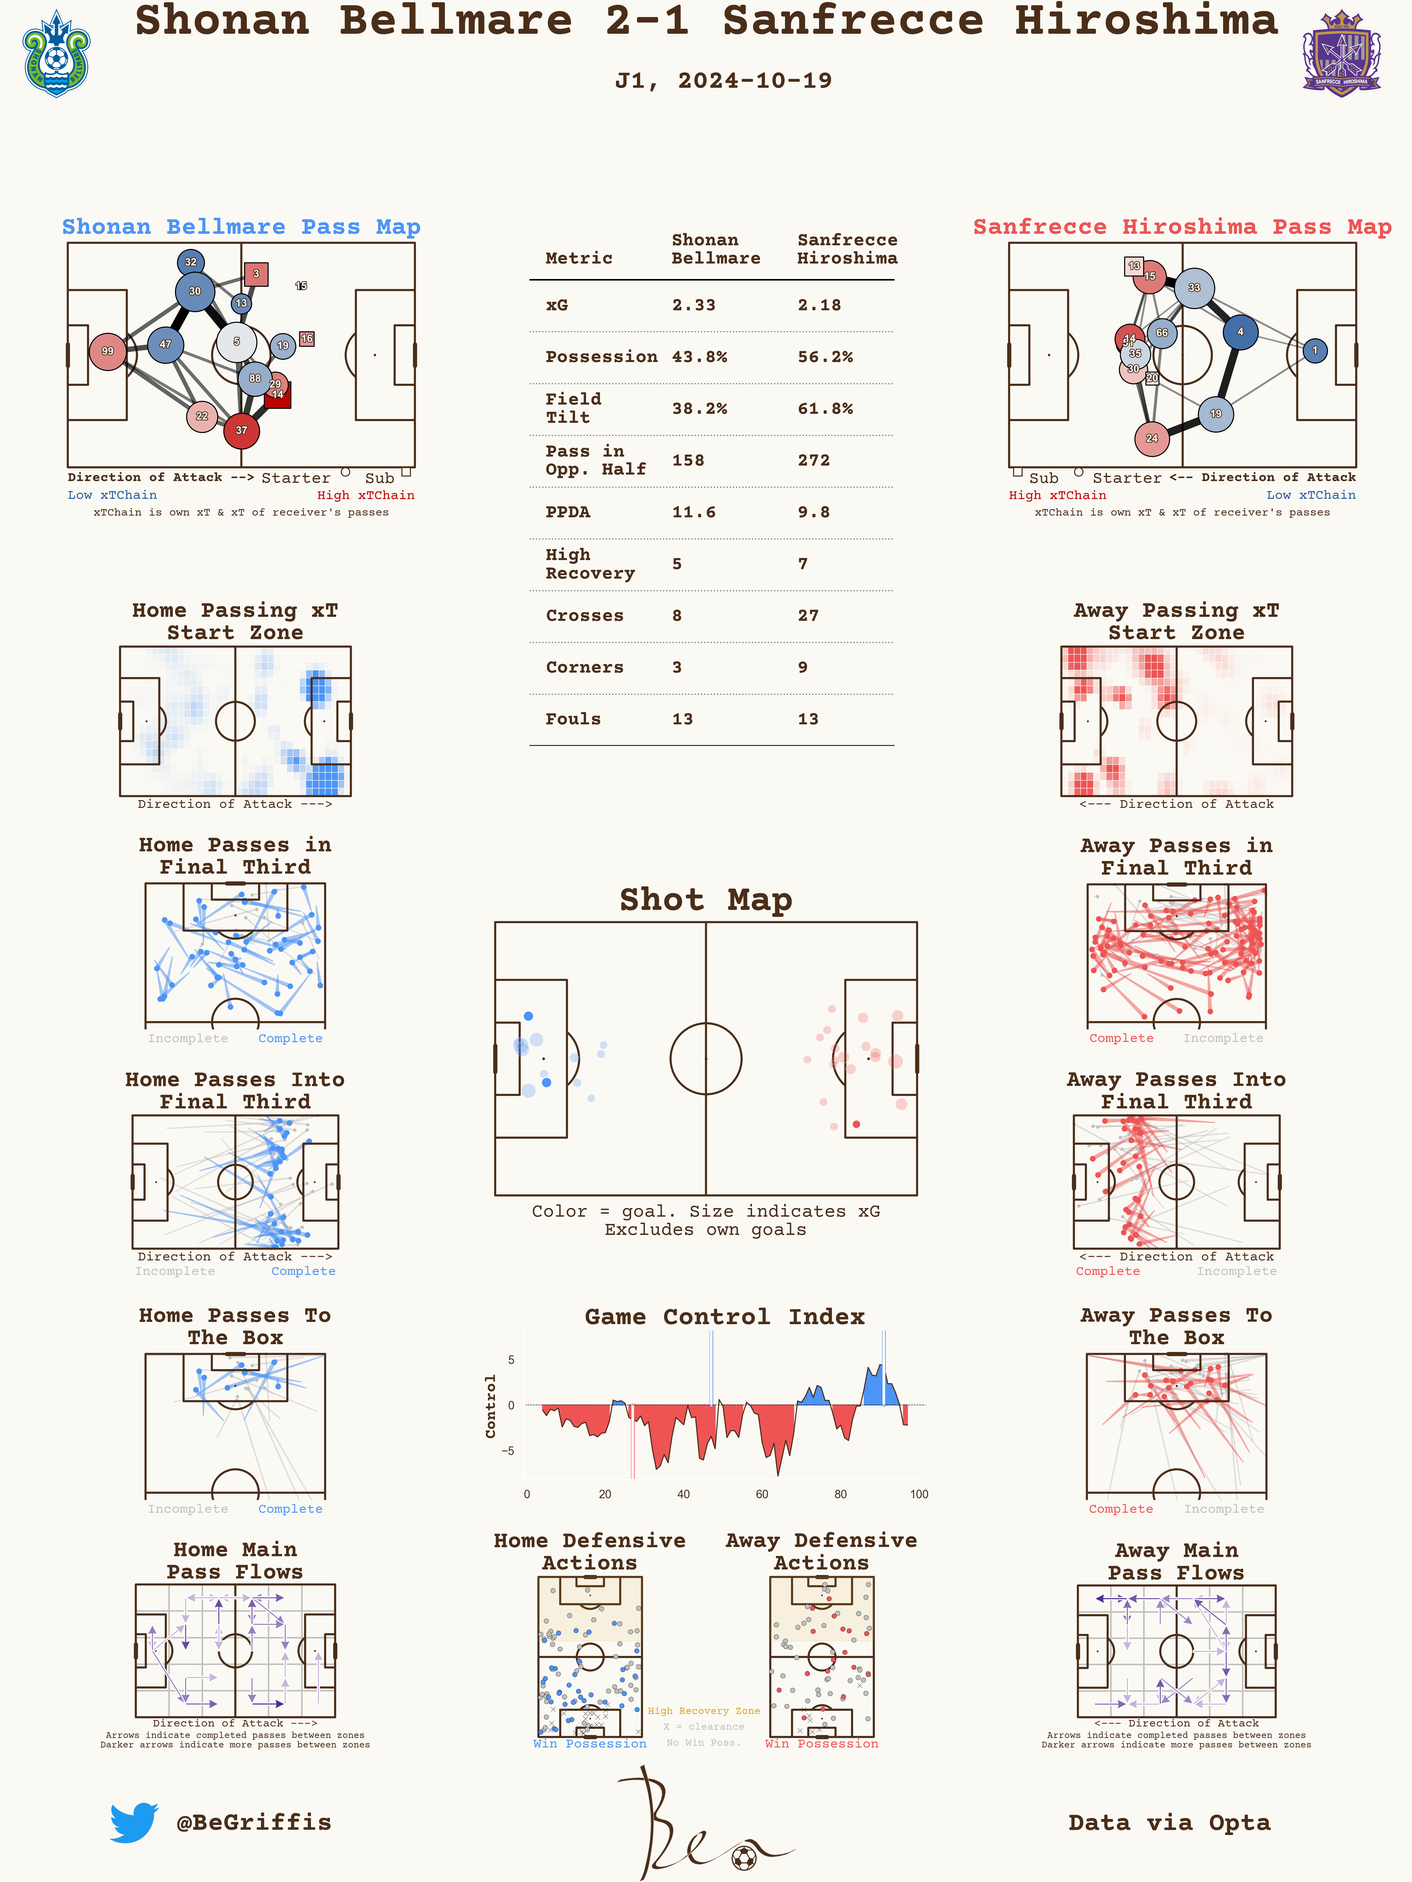 Shonan Bellmare 2-1 Sanfrecce Hiroshima
J1, 2024-10-19
SANFRECCE HIROSHIMA
Shonan Bellmare Pass Map
32
3
15
30
13
5
16
99
47
19
88
29
14
22
37
Direction of Attack --> Starter Sub
Low xTChain High xTChain
xTChain is own xT & xT of receiver's passes
Metric Shonan Bellmare Sanfrecce Hiroshima
xG 2.33 2.18
Possession 43.8% 56.2%
Field Tilt 38.2% 61.8%
Pass in Opp. Half 158 272
PPDA 11.6 9.8
High Recovery 5 7
Crosses 8 27
Corners 3 9
Fouls 13 13
Sanfrecce Hiroshima Pass Map
13
15
33
66
4
14
35
1
30
20
19
24
Sub Starter <-- Direction of Attack
High xTChain Low xTChain
xTChain is own xT & xT of receiver's passes
Home Passing xT
Start Zone
Direction of Attack --->
Away Passing xT
Start Zone
<--- Direction of Attack
Home Passes in
Final Third
Incomplete Complete
Away Passes in
Final Third
Complete Incomplete
Shot Map
Color = goal. Size indicates xG
Excludes own goals
Home Passes Into
Final Third
Direction of Attack --->
Incomplete Complete
Away Passes Into
Final Third
<--- Direction of Attack
Complete Incomplete
Home Passes To
The Box
Incomplete Complete
Game Control Index
Control
5
0
−5
0 20 40 60 80 100
Away Passes To
The Box
Complete Incomplete
Home Main
Pass Flows
Direction of Attack --->
Arrows indicate completed passes between zones
Darker arrows indicate more passes between zones
Home Defensive
Actions
Win Possession
High Recovery Zone
X = clearance
No Win Poss.
Away Defensive
Actions
Win Possession
Away Main
Pass Flows
<--- Direction of Attack
Arrows indicate completed passes between zones
Darker arrows indicate more passes between zones
@BeGriffis
Ben
Data via Opta